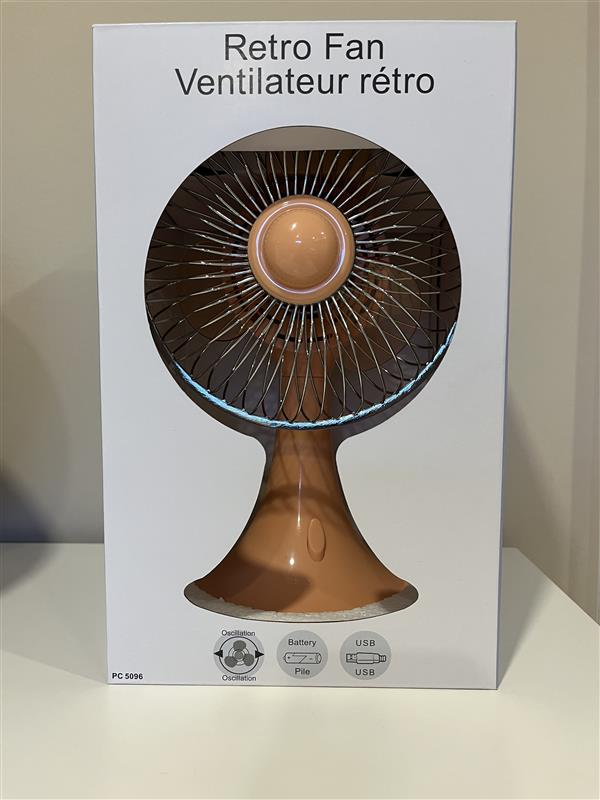 Retro Fan
Ventilateur rétro
Oscillation
Oscillation
Battery
Pile
USB
USB
PC 5096